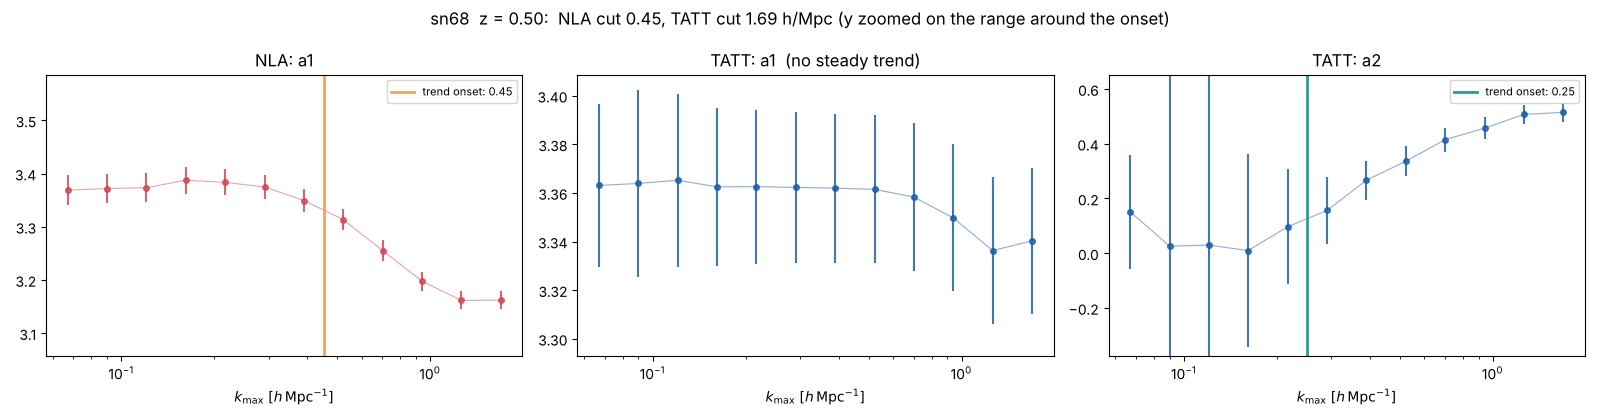 sn68 z = 0.50: NLA cut 0.45, TATT cut 1.69 h/Mpc (y zoomed on the range around the onset)
NLA: a1
trend onset: 0.45
3.5
3.4
3.3
3.2
3.1
10⁻¹
10⁰
k_max [h Mpc⁻¹]
TATT: a1 (no steady trend)
3.40
3.38
3.36
3.34
3.32
3.30
10⁻¹
10⁰
k_max [h Mpc⁻¹]
TATT: a2
trend onset: 0.25
0.6
0.4
0.2
0.0
−0.2
10⁻¹
10⁰
k_max [h Mpc⁻¹]